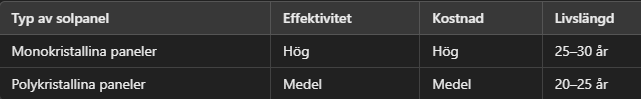 Typ av solpanel Effektivitet Kostnad Livslängd
Monokristallina paneler Hög Hög 25–30 år
Polykristallina paneler Medel Medel 20–25 år